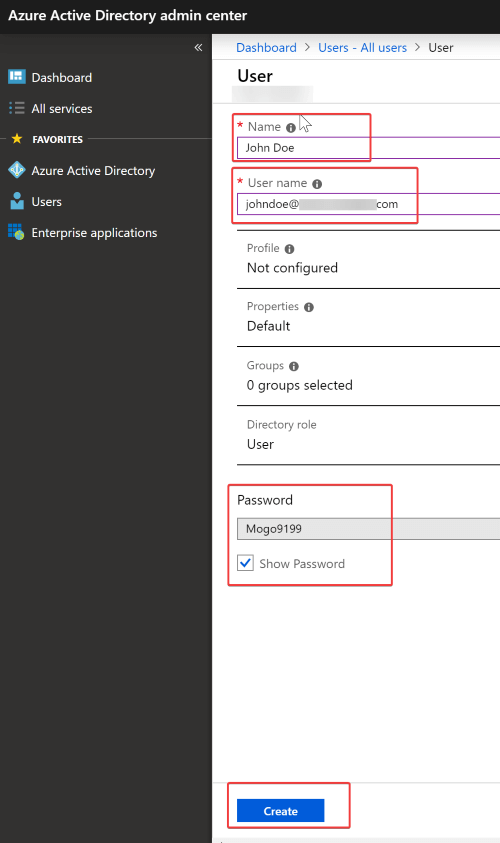 Azure Active Directory admin center
«
Dashboard
All services
FAVORITES
Azure Active Directory
Users
Enterprise applications
Dashboard > Users - All users > User
User
* Name
John Doe
* User name
johndoe@ com
Profile
Not configured
Properties
Default
Groups
0 groups selected
Directory role
User
Password
Mogo9199
Show Password
Create